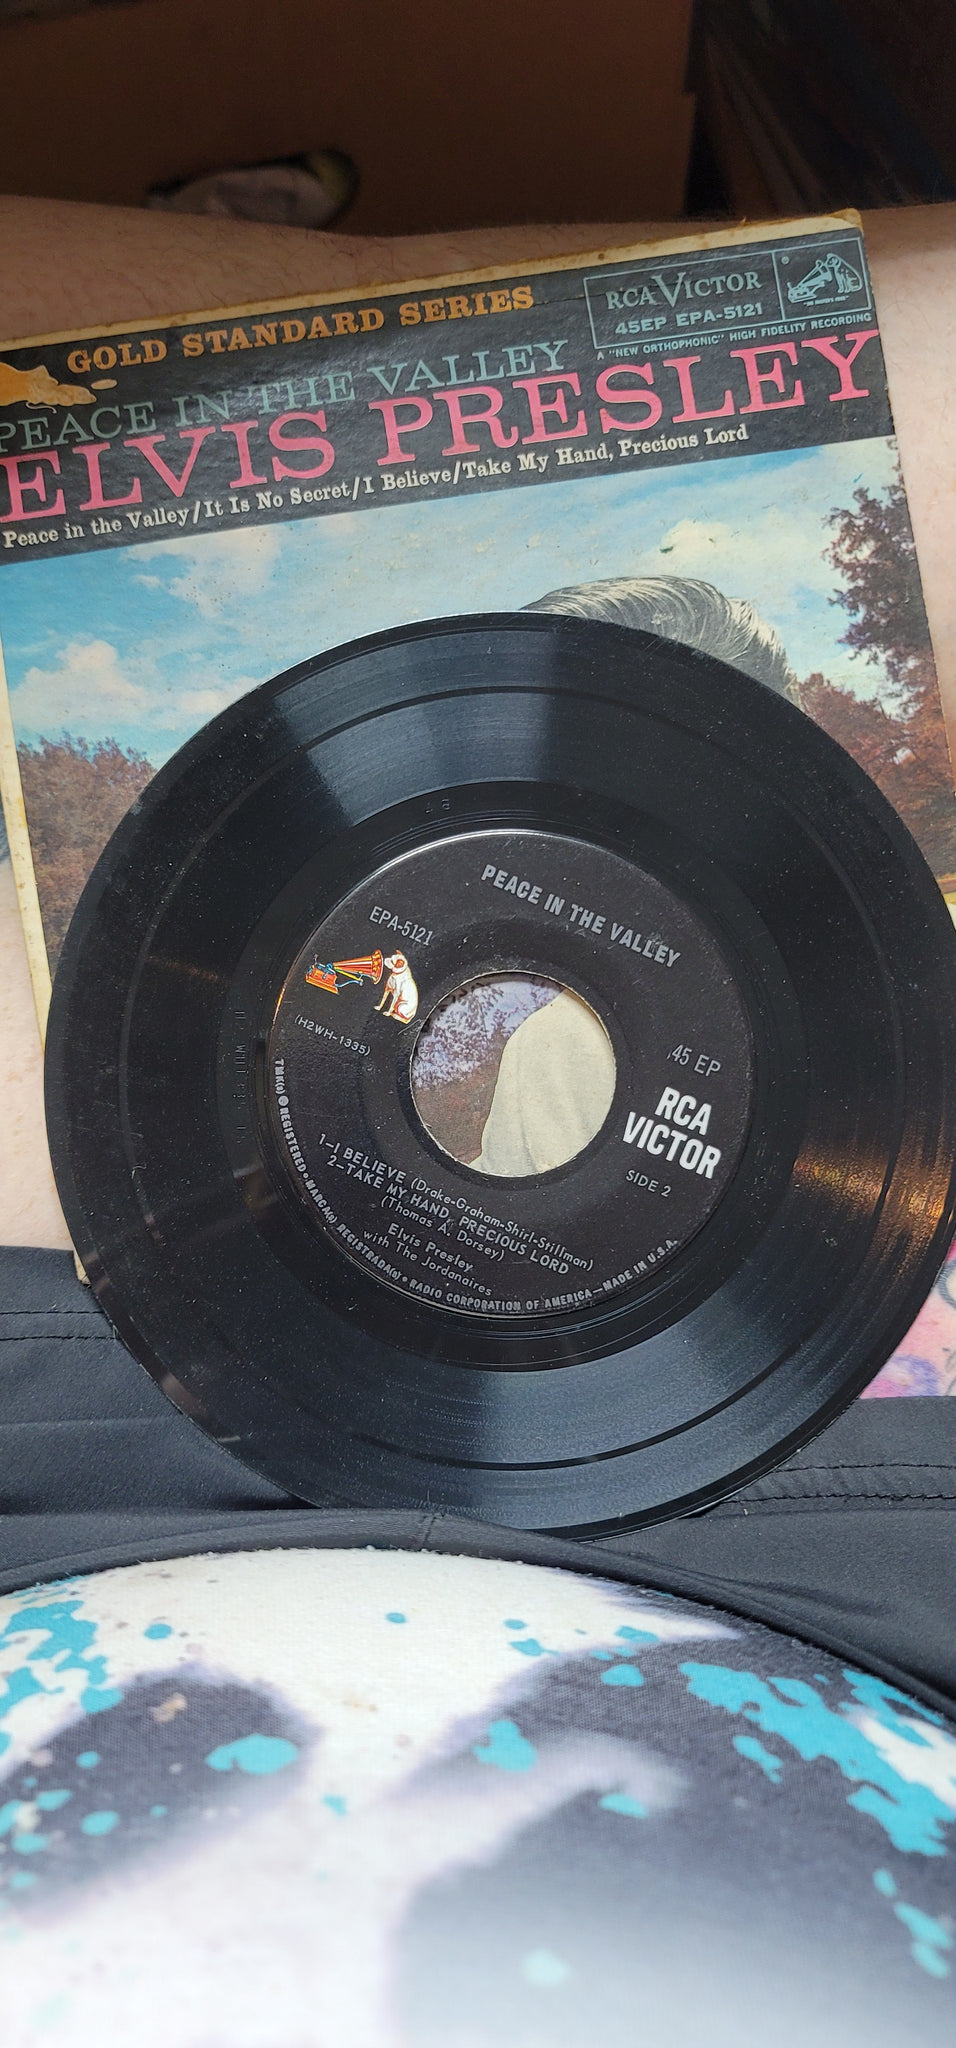 GOLD STANDARD SERIES
RCA VICTOR
45EP EPA-5121
A "NEW ORTHOPHONIC" HIGH FIDELITY RECORDING
"HIS MASTER'S VOICE"
PEACE IN THE VALLEY
ELVIS PRESLEY
Peace in the Valley/It Is No Secret/I Believe/Take My Hand, Precious Lord
PEACE IN THE VALLEY
EPA-5121
(H2WH-1335)
45 EP
RCA
VICTOR
SIDE 2
1-I BELIEVE (Drake-Graham-Shirl-Stillman)
2-TAKE MY HAND, PRECIOUS LORD
(Thomas A. Dorsey)
Elvis Presley
with The Jordanaires
TMK(s) ® REGISTERED • MARCA(s) REGISTRADA(s) • RADIO CORPORATION OF AMERICA—MADE IN U.S.A.